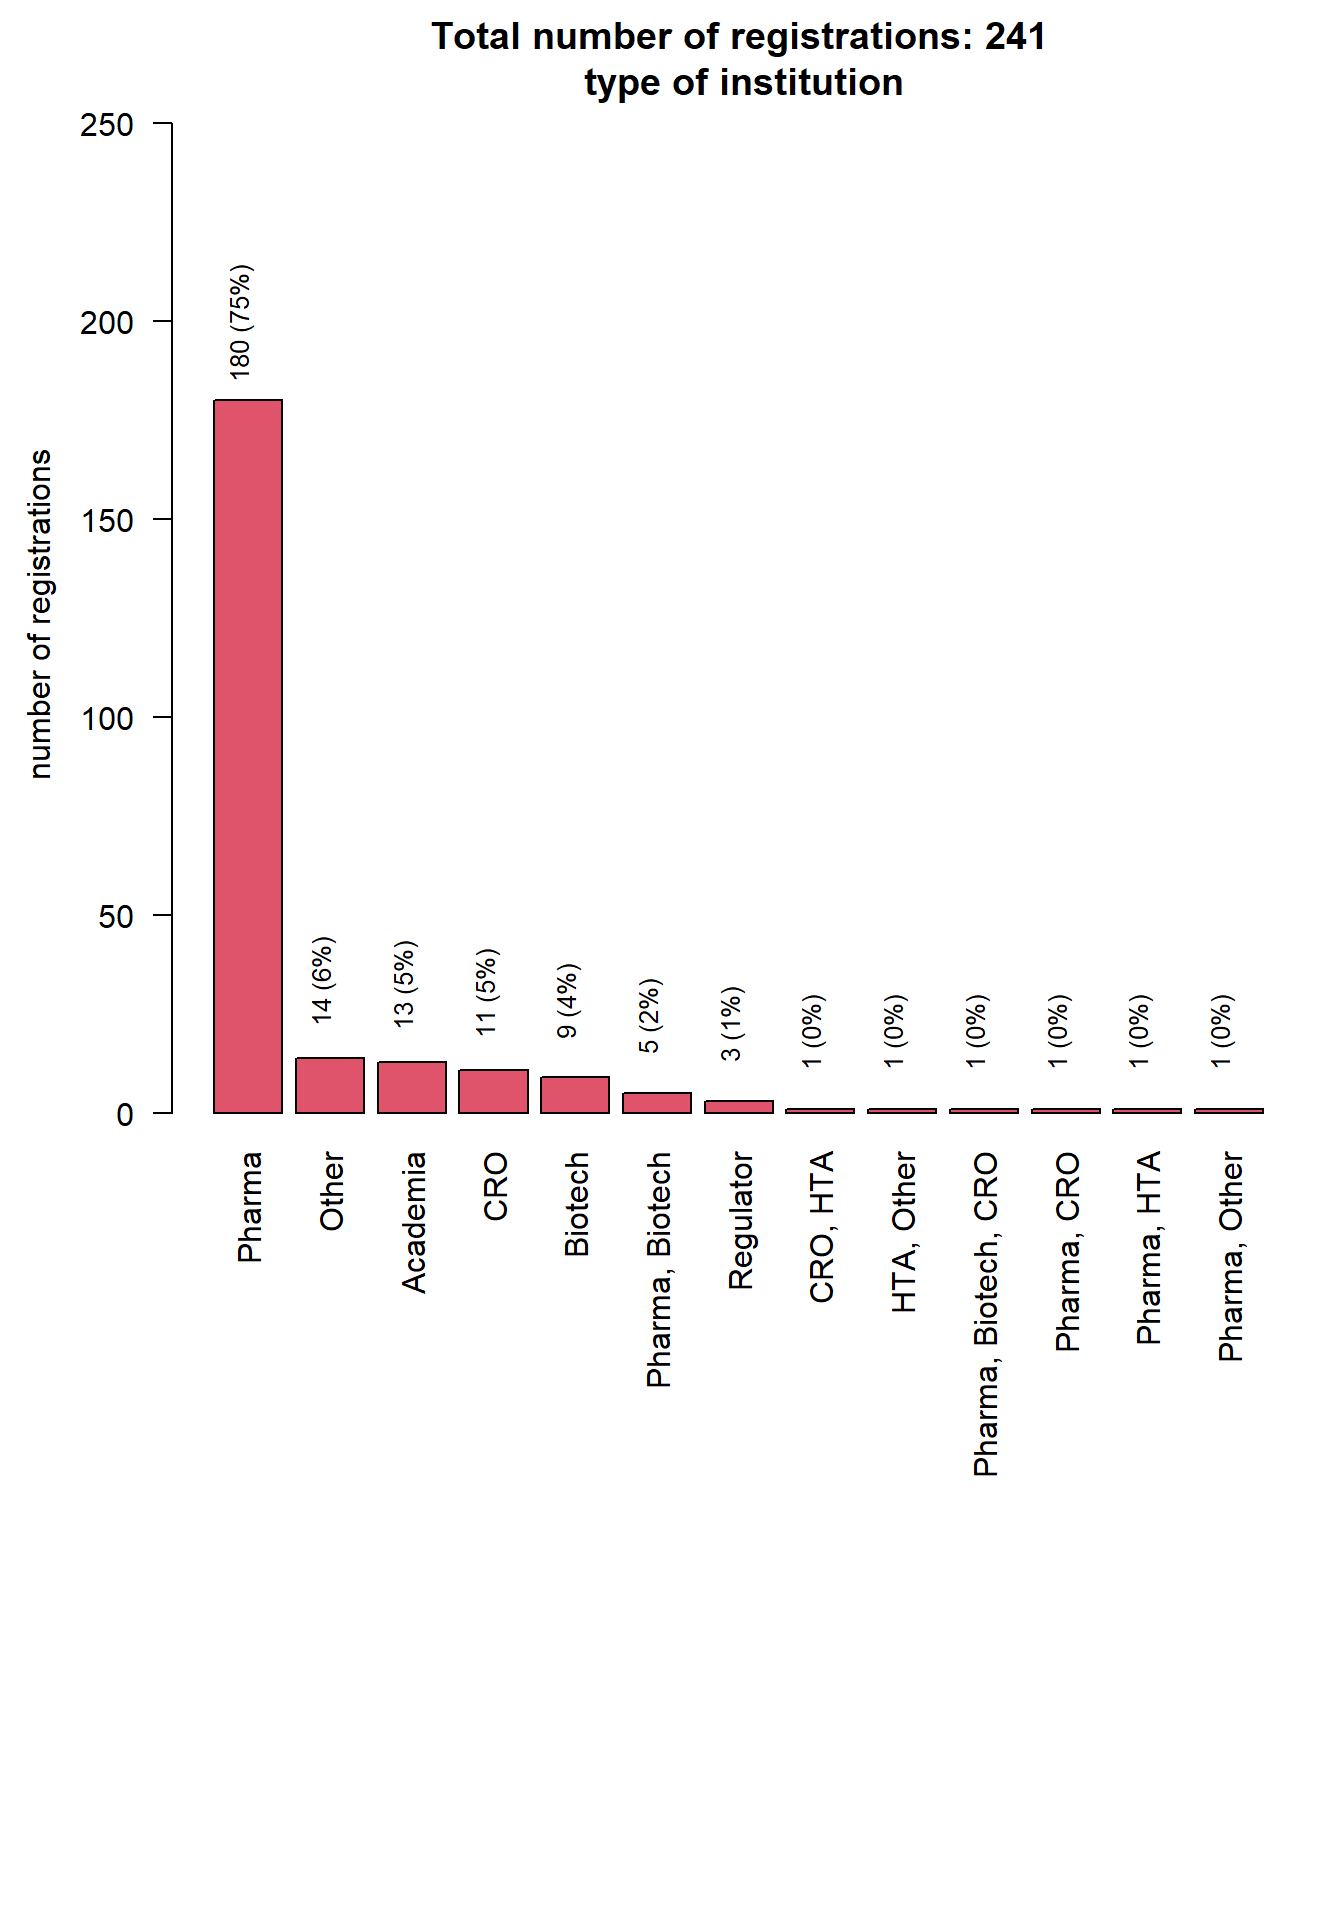 Total number of registrations: 241
type of institution
number of registrations
250
200
150
100
50
0
180 (75%)
14 (6%)
13 (5%)
11 (5%)
9 (4%)
5 (2%)
3 (1%)
1 (0%)
1 (0%)
1 (0%)
1 (0%)
1 (0%)
1 (0%)
Pharma
Other
Academia
CRO
Biotech
Pharma, Biotech
Regulator
CRO, HTA
HTA, Other
Pharma, Biotech, CRO
Pharma, CRO
Pharma, HTA
Pharma, Other